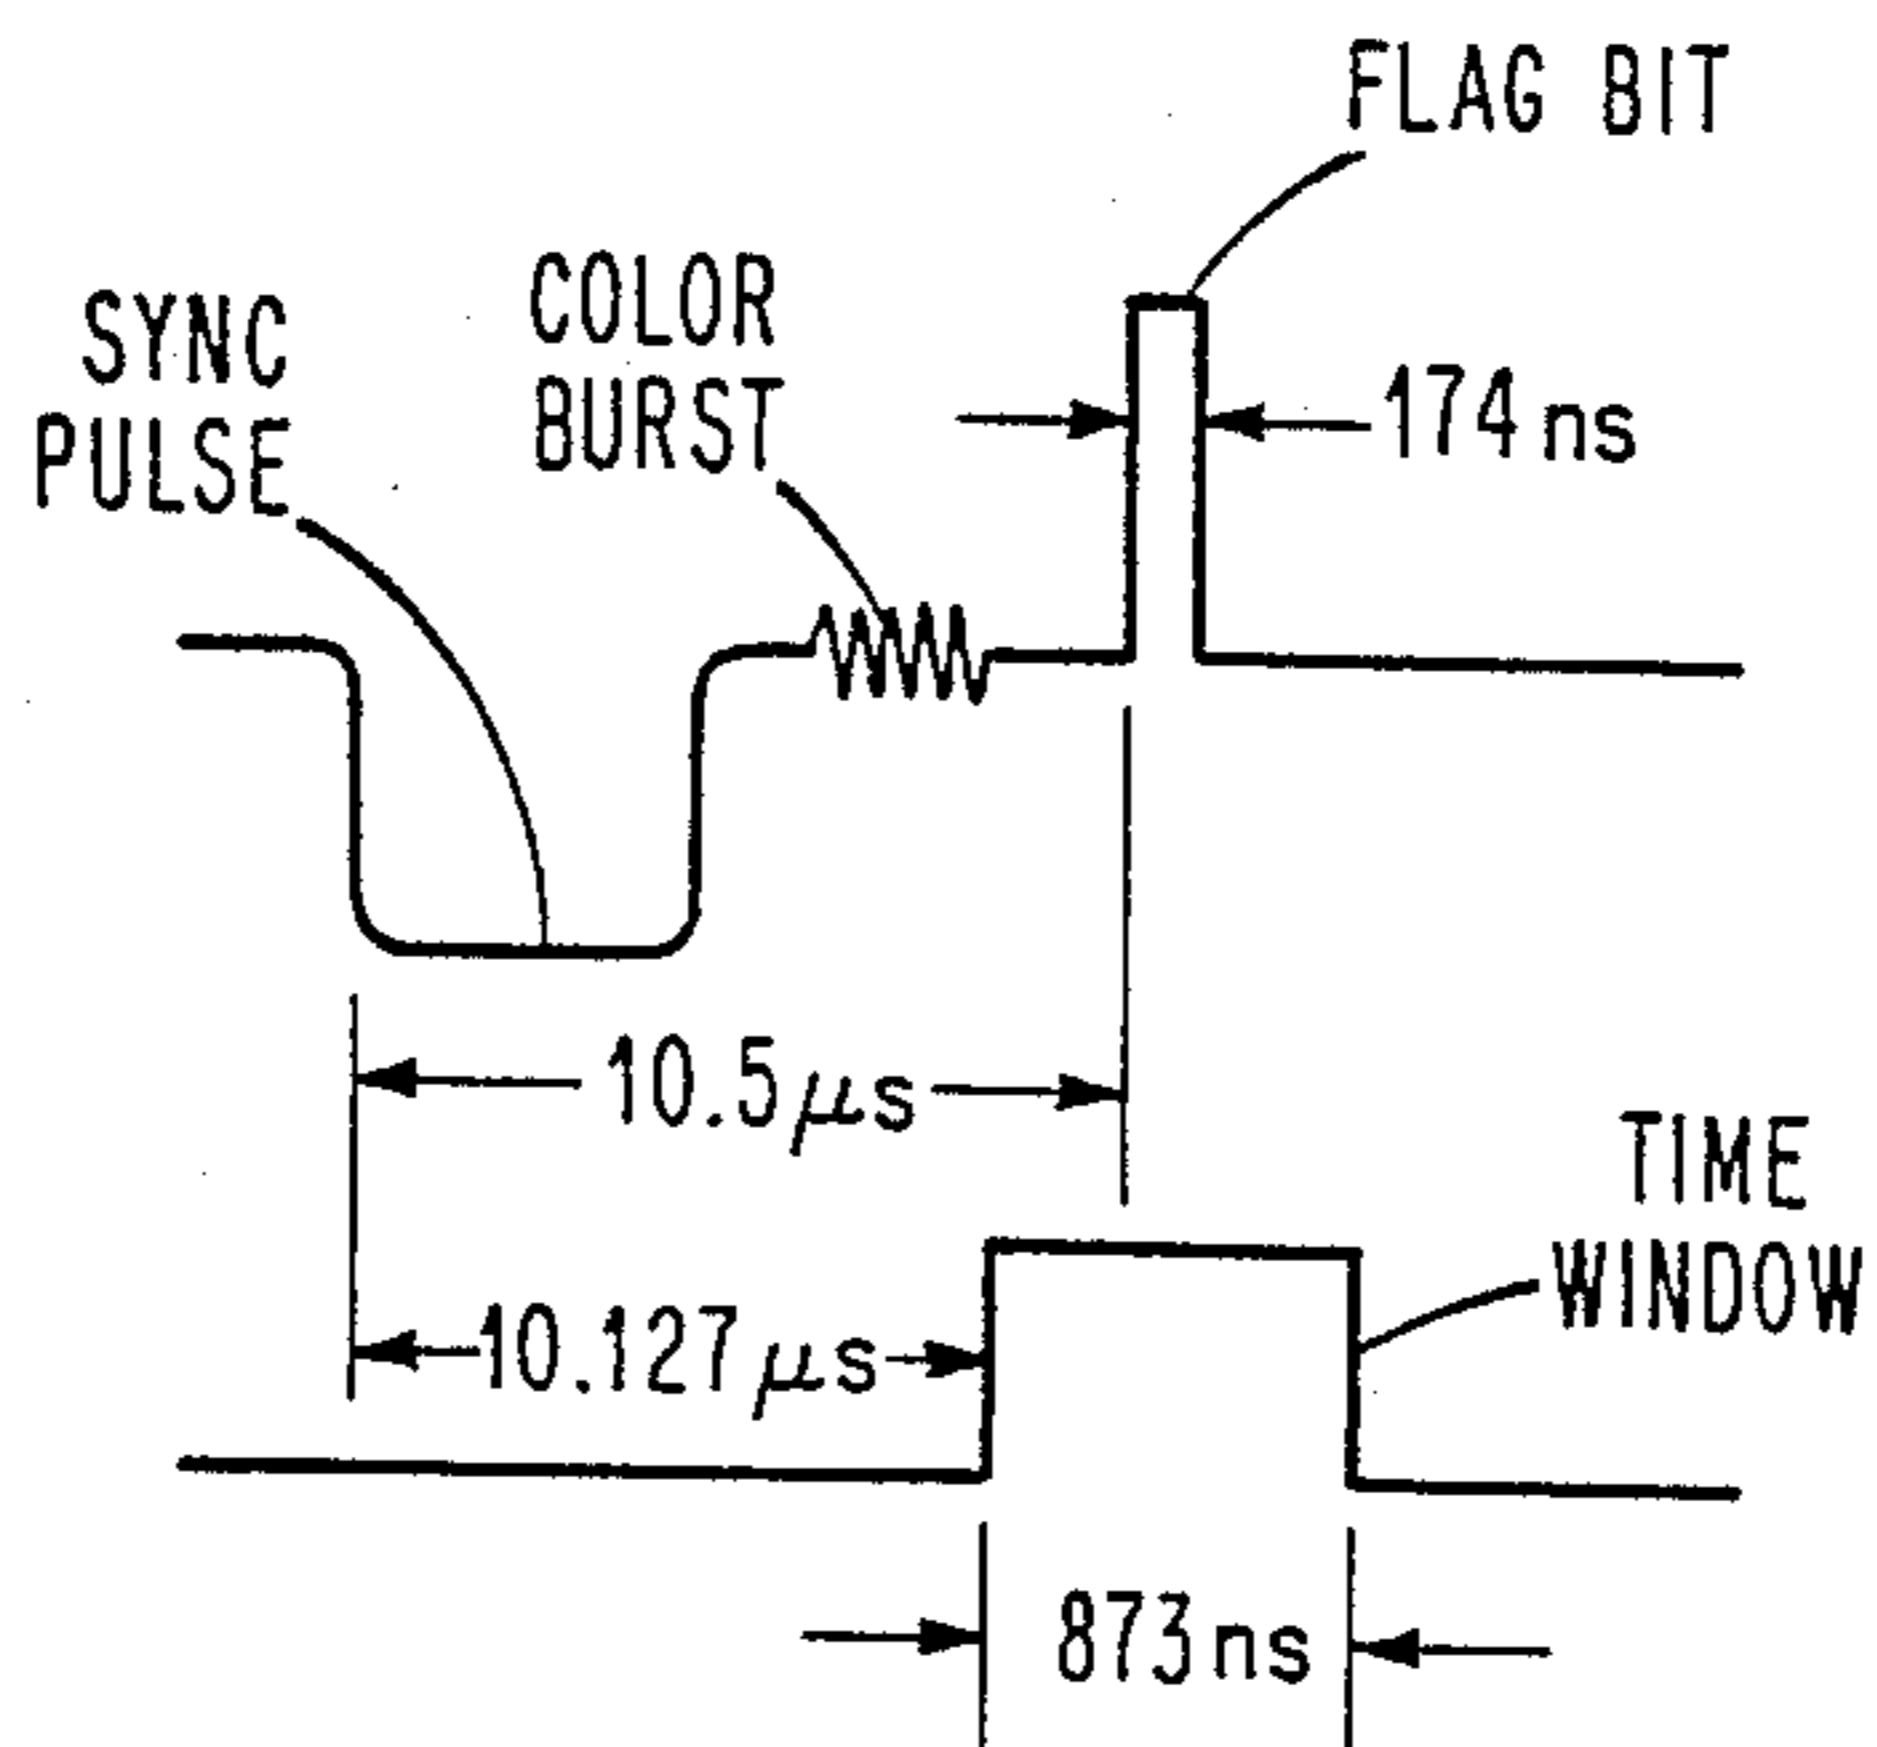 FLAG BIT
COLOR
BURST
SYNC
PULSE
174 ns
10.5 μs
TIME
WINDOW
10.127 μs
873 ns